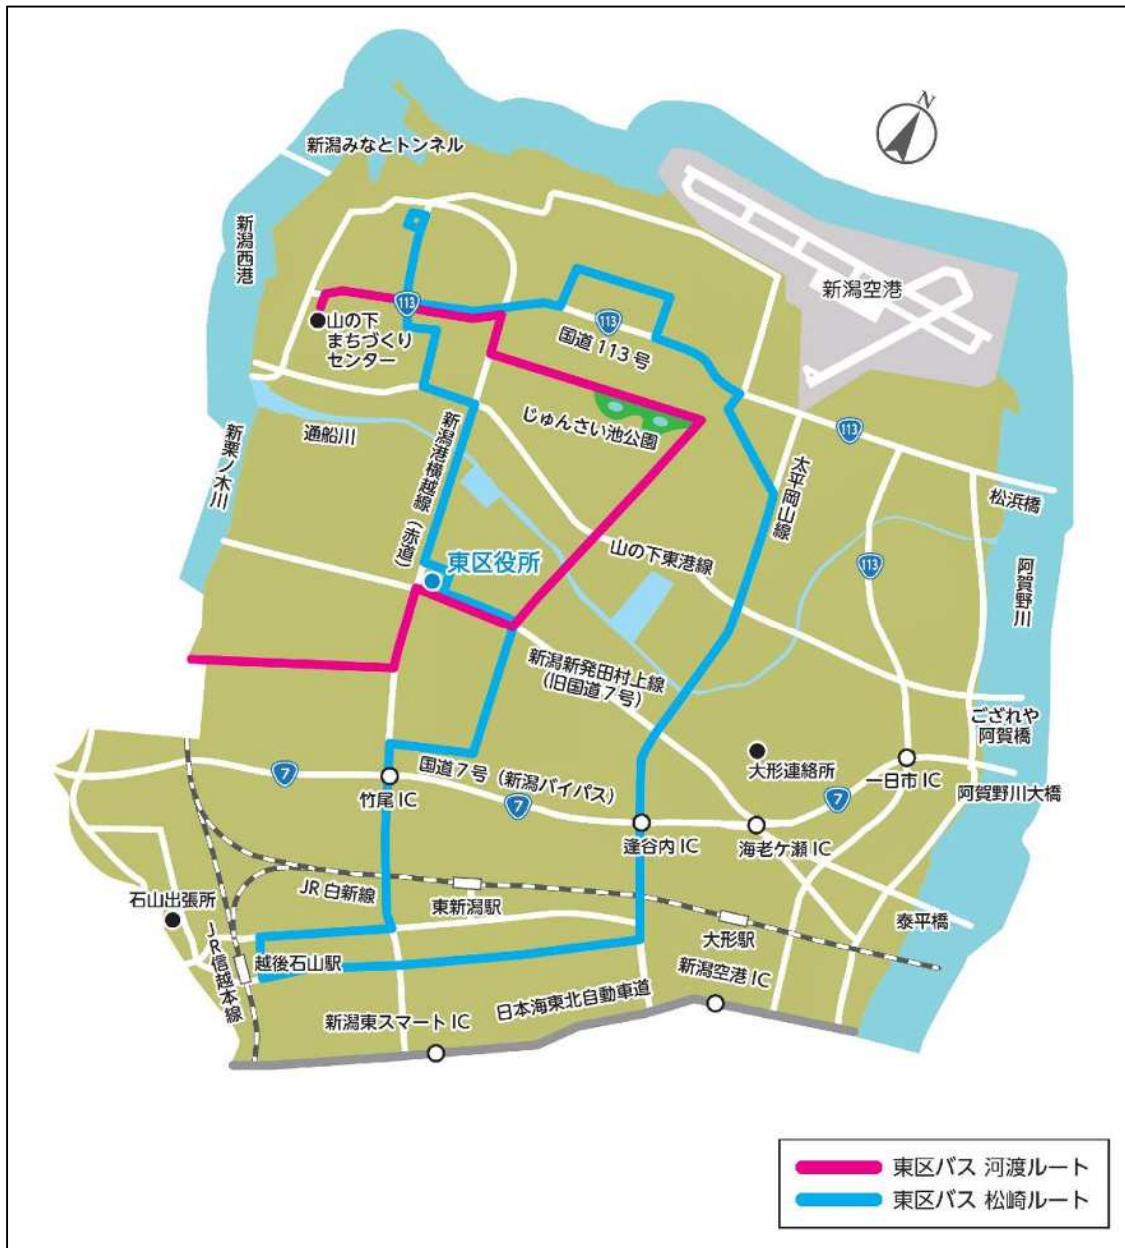 N
新潟みなとトンネル
新潟西港
新潟空港
113
山の下
まちづくり
センター
113
国道113号
じゅんさい池公園
113
通船川
新栗ノ木川
新潟港横越線(赤道)
太平岡山線
松浜橋
東区役所
山の下東港線
113
阿賀野川
新潟新発田村上線
(旧国道7号)
ござれや
阿賀橋
大形連絡所
一日市IC
阿賀野川大橋
7
国道7号(新潟バイパス)
竹尾IC
7
7
逢谷内IC
海老ケ瀬IC
石山出張所
JR白新線
東新潟駅
大形駅
泰平橋
JR信越本線
越後石山駅
新潟空港IC
日本海東北自動車道
新潟東スマートIC
東区バス 河渡ルート
東区バス 松崎ルート